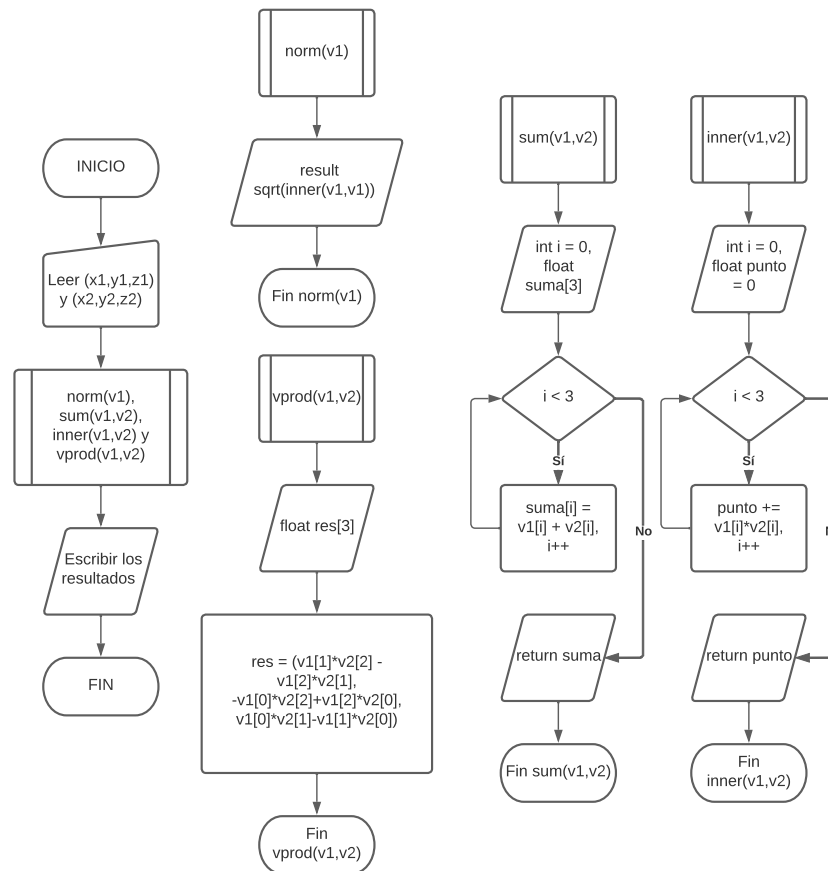 INICIO
Leer (x1,y1,z1)
y (x2,y2,z2)
norm(v1),
sum(v1,v2),
inner(v1,v2) y
vprod(v1,v2)
Escribir los
resultados
FIN
norm(v1)
result
sqrt(inner(v1,v1))
Fin norm(v1)
vprod(v1,v2)
float res[3]
res = (v1[1]*v2[2] -
v1[2]*v2[1],
-v1[0]*v2[2]+v1[2]*v2[0],
v1[0]*v2[1]-v1[1]*v2[0])
Fin
vprod(v1,v2)
sum(v1,v2)
int i = 0,
float
suma[3]
i < 3
Sí
suma[i] =
v1[i] + v2[i],
i++
No
return suma
Fin sum(v1,v2)
inner(v1,v2)
int i = 0,
float punto
= 0
i < 3
Sí
punto +=
v1[i]*v2[i],
i++
return punto
Fin
inner(v1,v2)